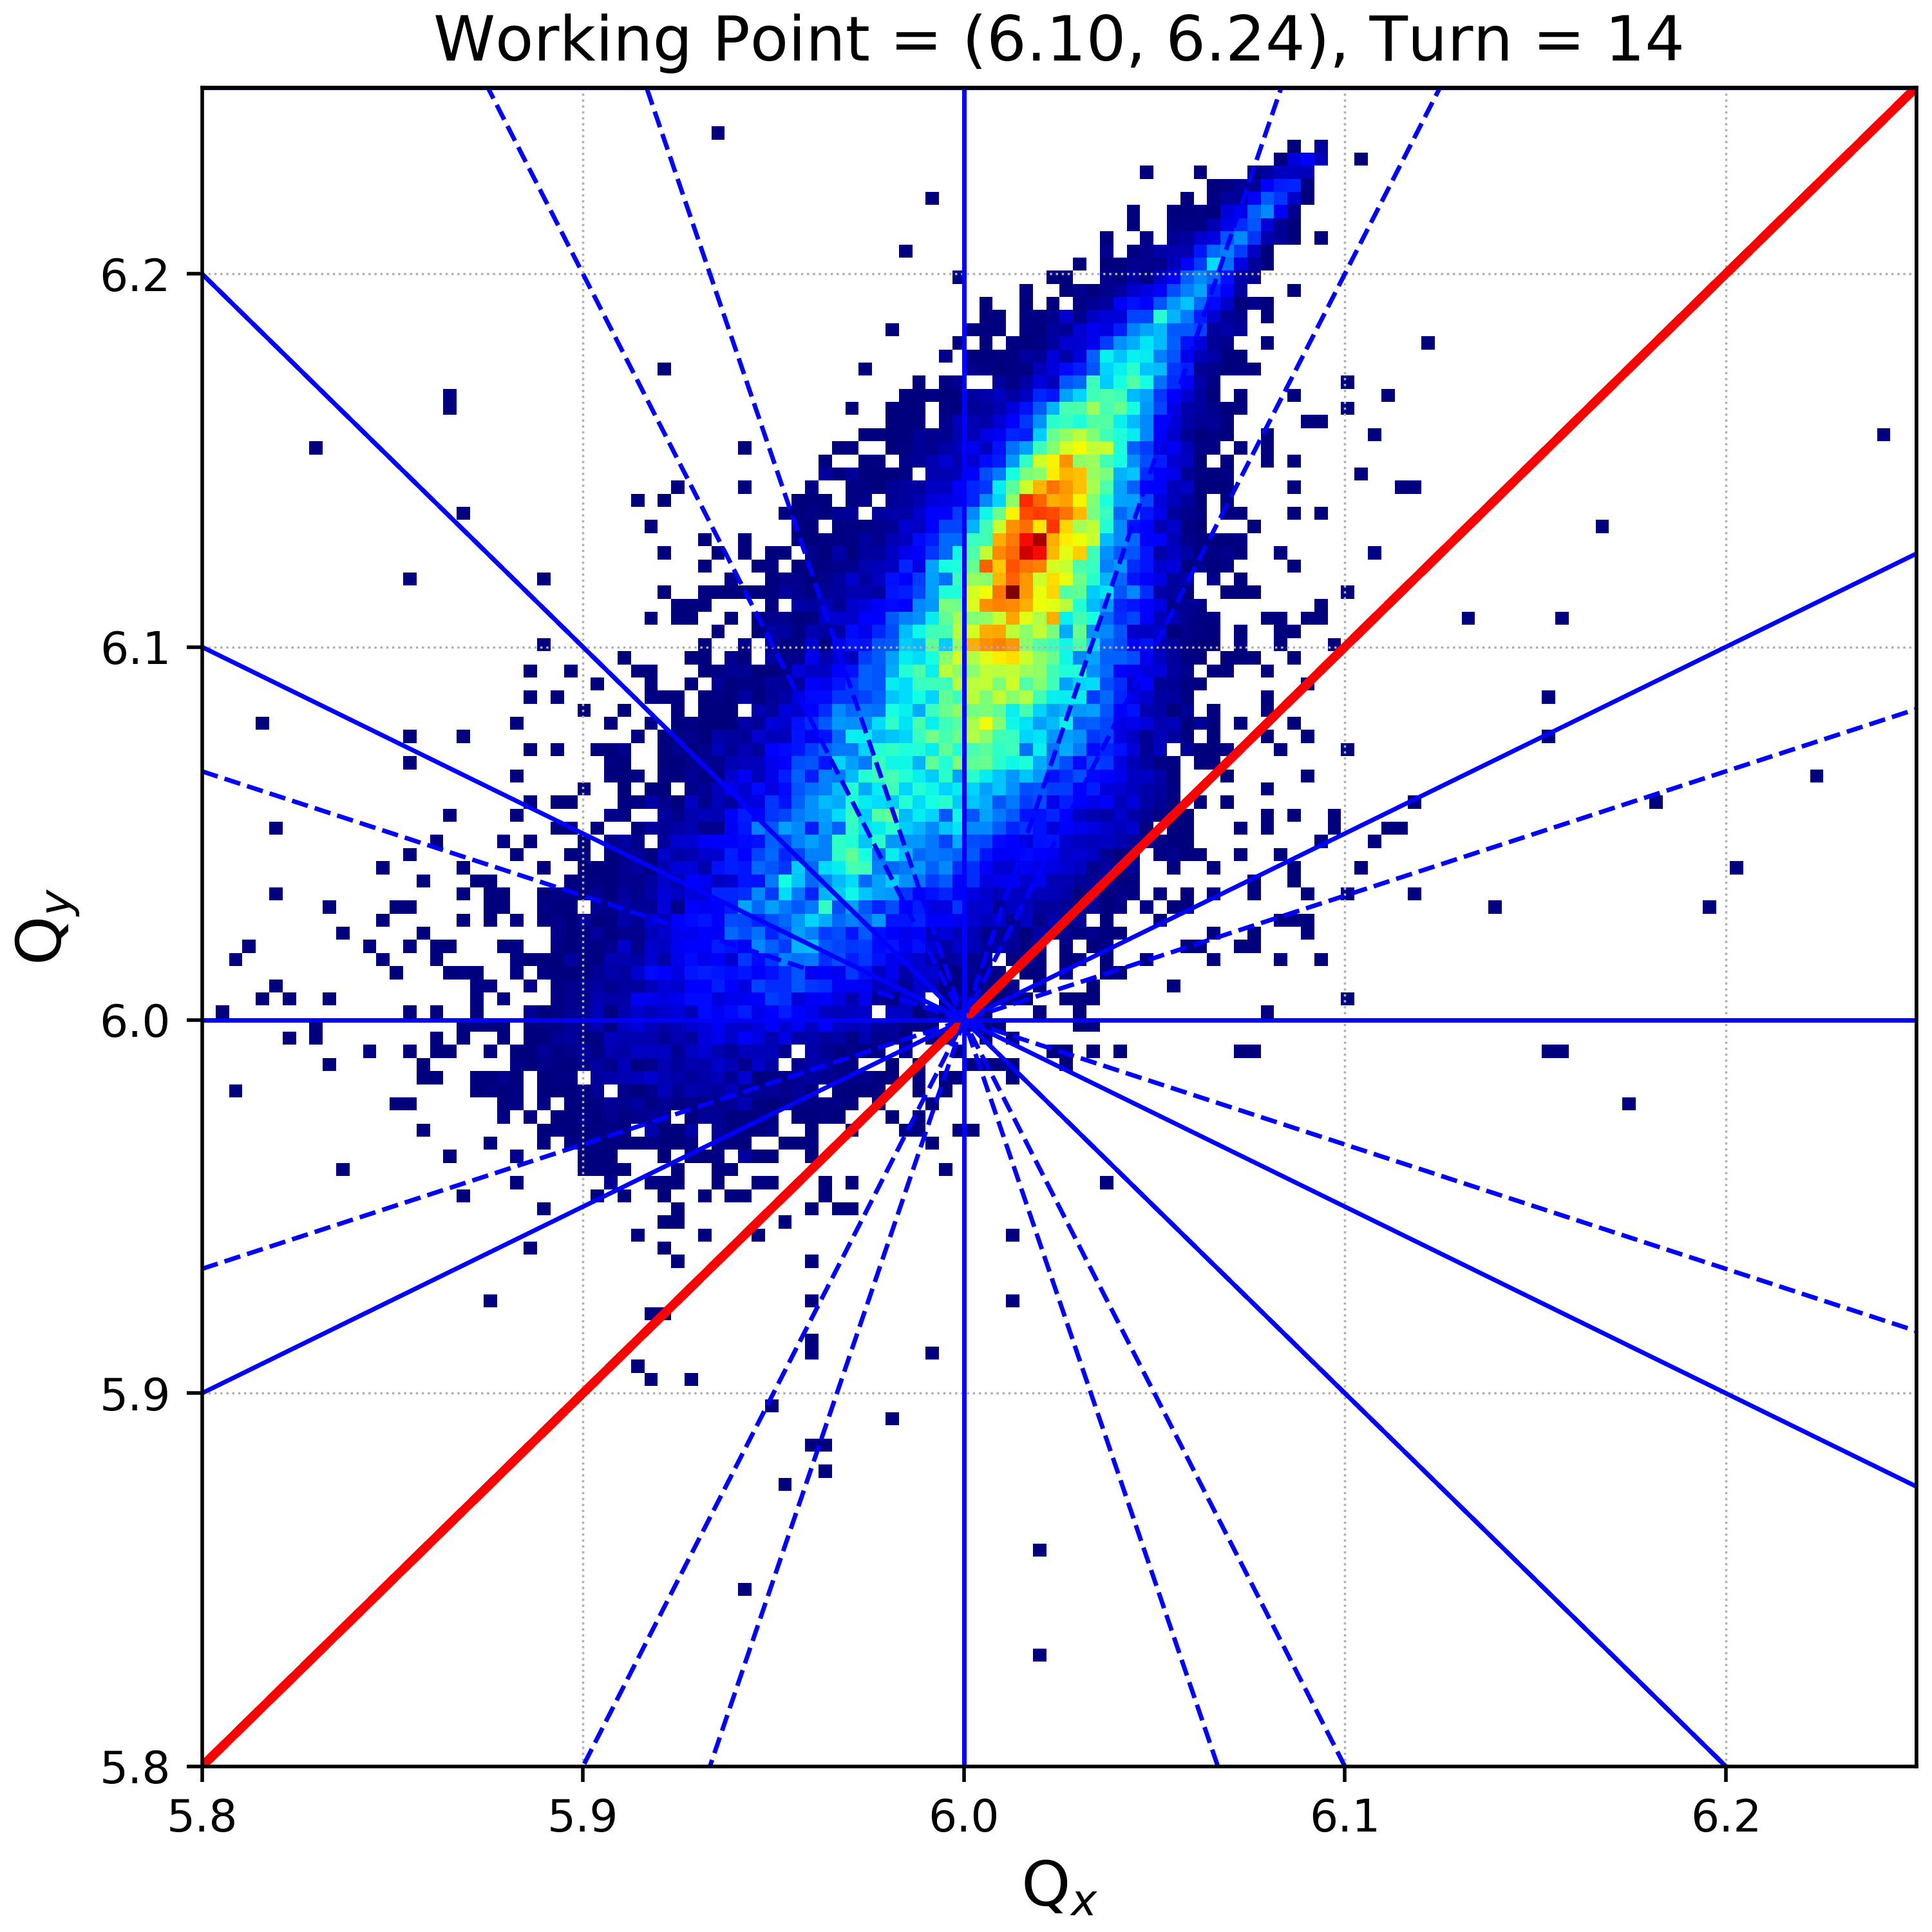 Working Point = (6.10, 6.24), Turn = 14
6.2
6.1
6.0
5.9
5.8
Qy
5.8 5.9 6.0 6.1 6.2
Qx